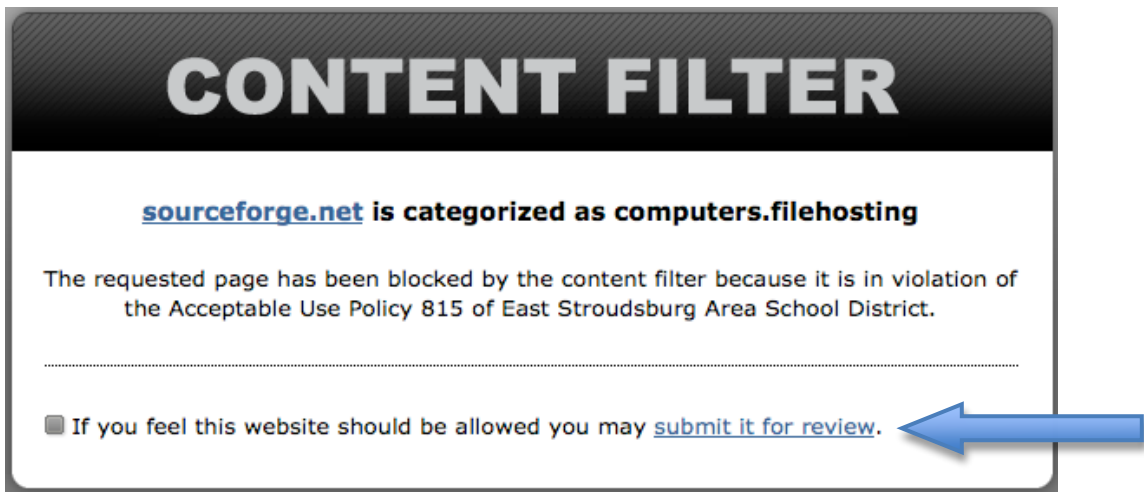 CONTENT FILTER
sourceforge.net is categorized as computers.filehosting
The requested page has been blocked by the content filter because it is in violation of
the Acceptable Use Policy 815 of East Stroudsburg Area School District.
If you feel this website should be allowed you may submit it for review.